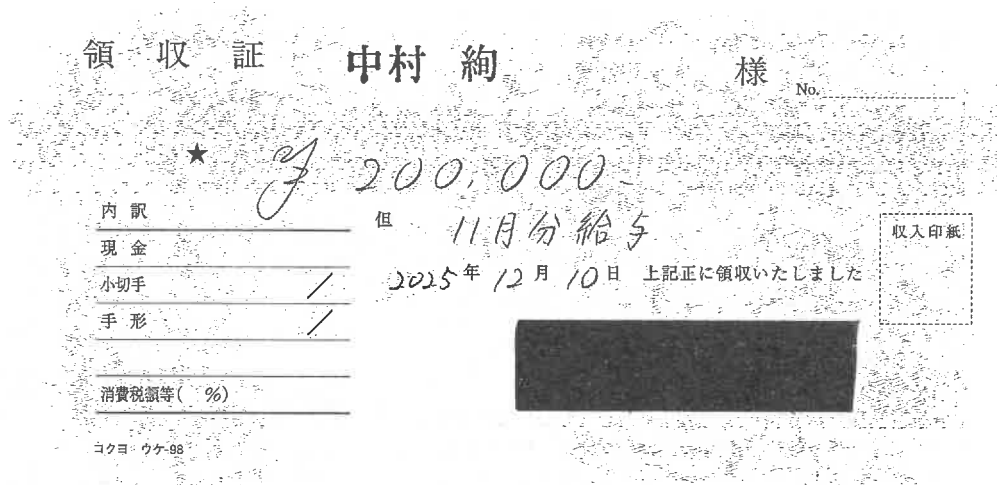 領収証 中村 絢 様 No.
★ ¥200,000-
但 11月分給与
2025年12月10日 上記正に領収いたしました
収入印紙
内訳
現金
小切手 /
手形 /
消費税額等( %)
コクヨ ウケ-98